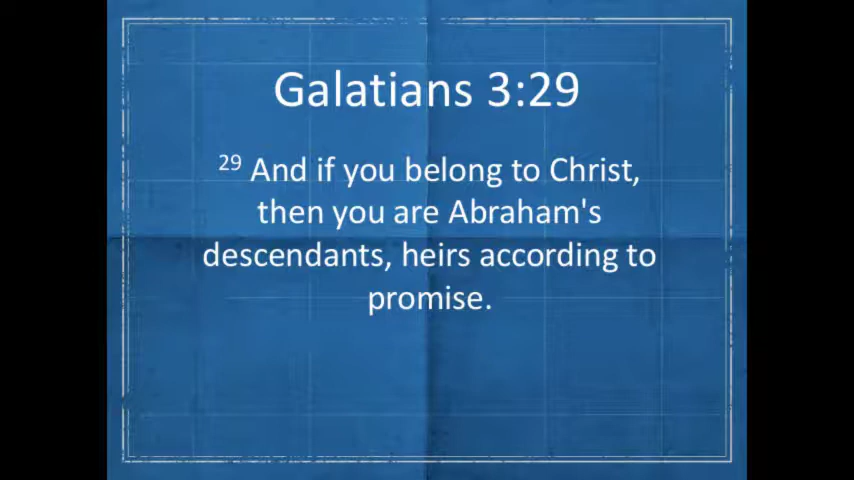 Galatians 3:29
29 And if you belong to Christ,
then you are Abraham's
descendants, heirs according to
promise.